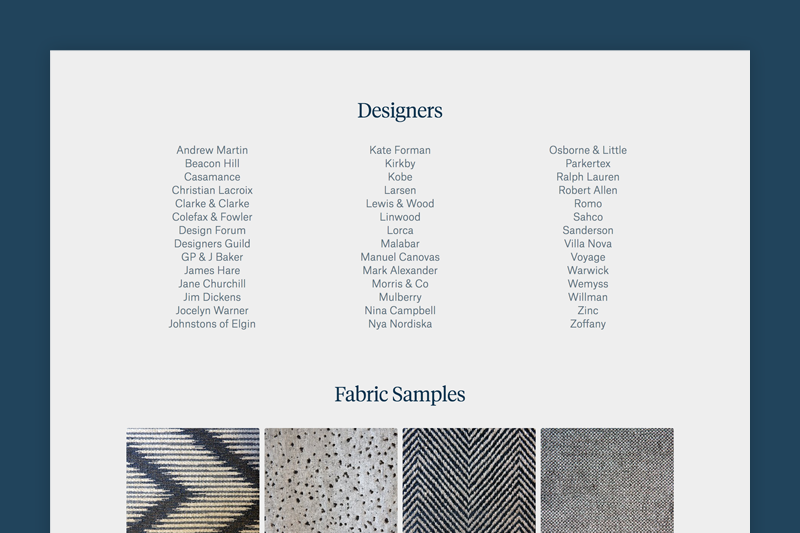 Designers
Andrew Martin
Beacon Hill
Casamance
Christian Lacroix
Clarke & Clarke
Colefax & Fowler
Design Forum
Designers Guild
GP & J Baker
James Hare
Jane Churchill
Jim Dickens
Jocelyn Warner
Johnstons of Elgin
Kate Forman
Kirkby
Kobe
Larsen
Lewis & Wood
Linwood
Lorca
Malabar
Manuel Canovas
Mark Alexander
Morris & Co
Mulberry
Nina Campbell
Nya Nordiska
Osborne & Little
Parkertex
Ralph Lauren
Robert Allen
Romo
Sahco
Sanderson
Villa Nova
Voyage
Warwick
Wemyss
Willman
Zinc
Zoffany
Fabric Samples